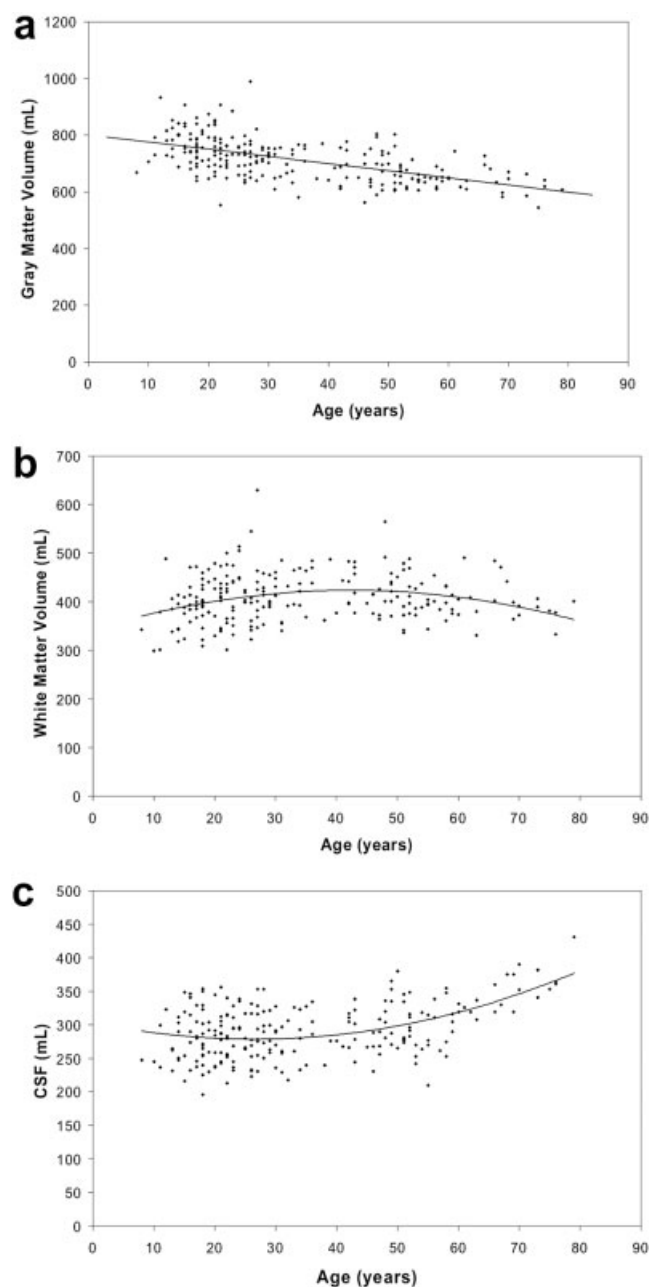 a
1200
1000
800
600
400
200
0
Gray Matter Volume (mL)
0 10 20 30 40 50 60 70 80 90
Age (years)
b
700
600
500
400
300
200
100
0
White Matter Volume (mL)
0 10 20 30 40 50 60 70 80 90
Age (years)
c
500
450
400
350
300
250
200
150
100
50
0
CSF (mL)
0 10 20 30 40 50 60 70 80 90
Age (years)